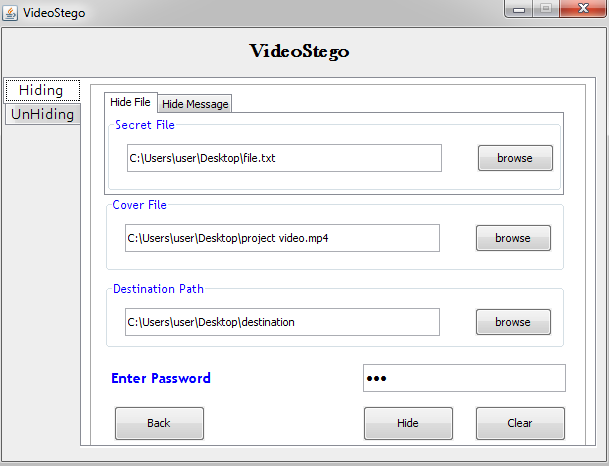 VideoStego
VideoStego
Hiding
UnHiding
Hide File Hide Message
Secret File
C:\Users\user\Desktop\file.txt browse
Cover File
C:\Users\user\Desktop\project video.mp4 browse
Destination Path
C:\Users\user\Desktop\destination browse
Enter Password ●●●
Back Hide Clear